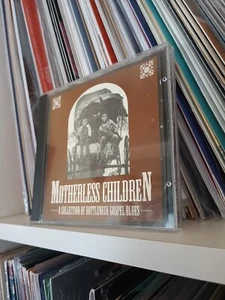 MOTHERLESS CHILDREN
A COLLECTION OF BOTTLENECK GOSPEL BLUES